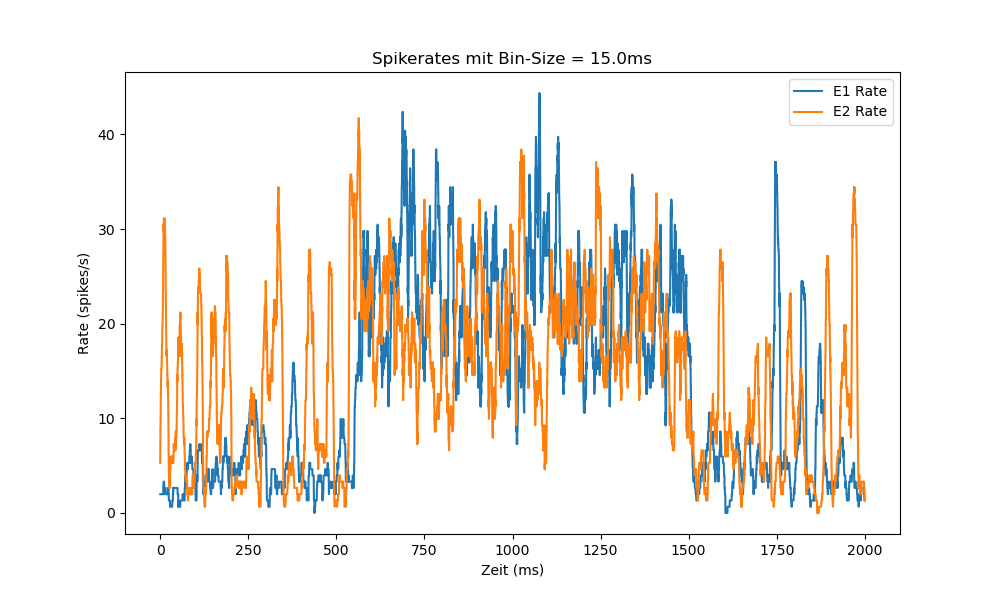 Spikerates mit Bin-Size = 15.0ms
E1 Rate
E2 Rate
Rate (spikes/s)
40
30
20
10
0
0 250 500 750 1000 1250 1500 1750 2000
Zeit (ms)